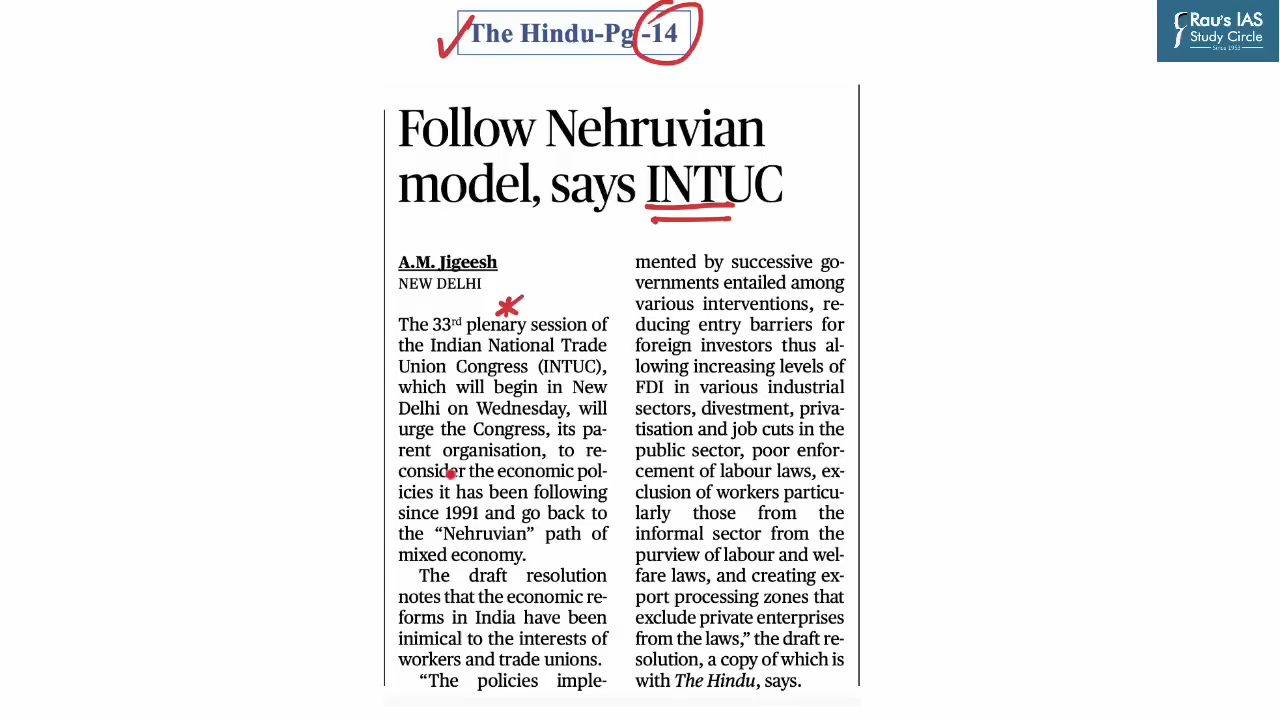 The Hindu-Pg -14
Rau's IAS
Study Circle
Since 1953
Follow Nehruvian
model, says INTUC
A.M. Jigeesh
NEW DELHI
The 33rd plenary session of
the Indian National Trade
Union Congress (INTUC),
which will begin in New
Delhi on Wednesday, will
urge the Congress, its pa-
rent organisation, to re-
consider the economic pol-
icies it has been following
since 1991 and go back to
the “Nehruvian” path of
mixed economy.
The draft resolution
notes that the economic re-
forms in India have been
inimical to the interests of
workers and trade unions.
“The policies imple-
mented by successive go-
vernments entailed among
various interventions, re-
ducing entry barriers for
foreign investors thus al-
lowing increasing levels of
FDI in various industrial
sectors, divestment, priva-
tisation and job cuts in the
public sector, poor enfor-
cement of labour laws, ex-
clusion of workers particu-
larly those from the
informal sector from the
purview of labour and wel-
fare laws, and creating ex-
port processing zones that
exclude private enterprises
from the laws,” the draft re-
solution, a copy of which is
with The Hindu, says.